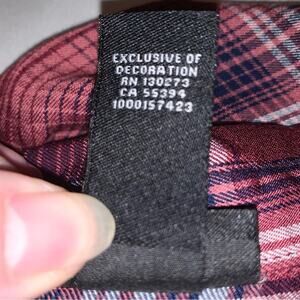 EXCLUSIVE OF
DECORATION
RN 130273
CA 55394
1000157423